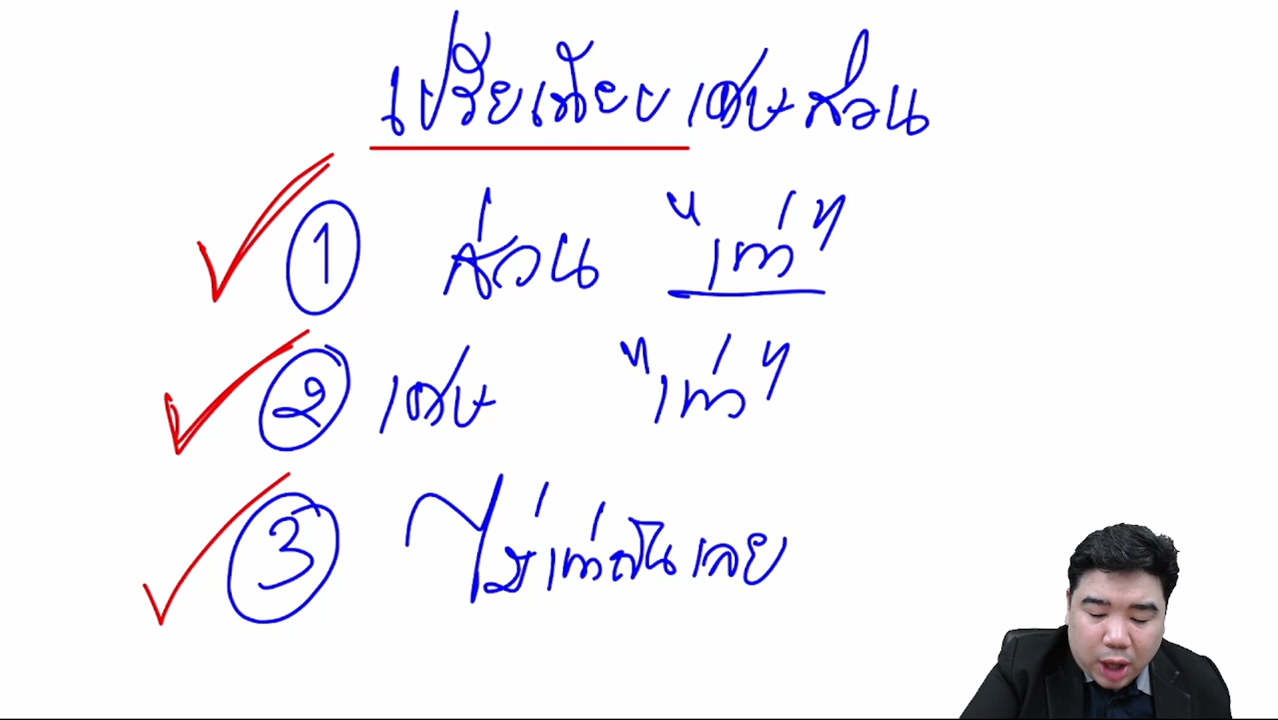 เปรียบเทียบเศษส่วน
1 ส่วน "เท่า"
2 เศษ "เท่า"
3 ไม่เท่ากันเลย